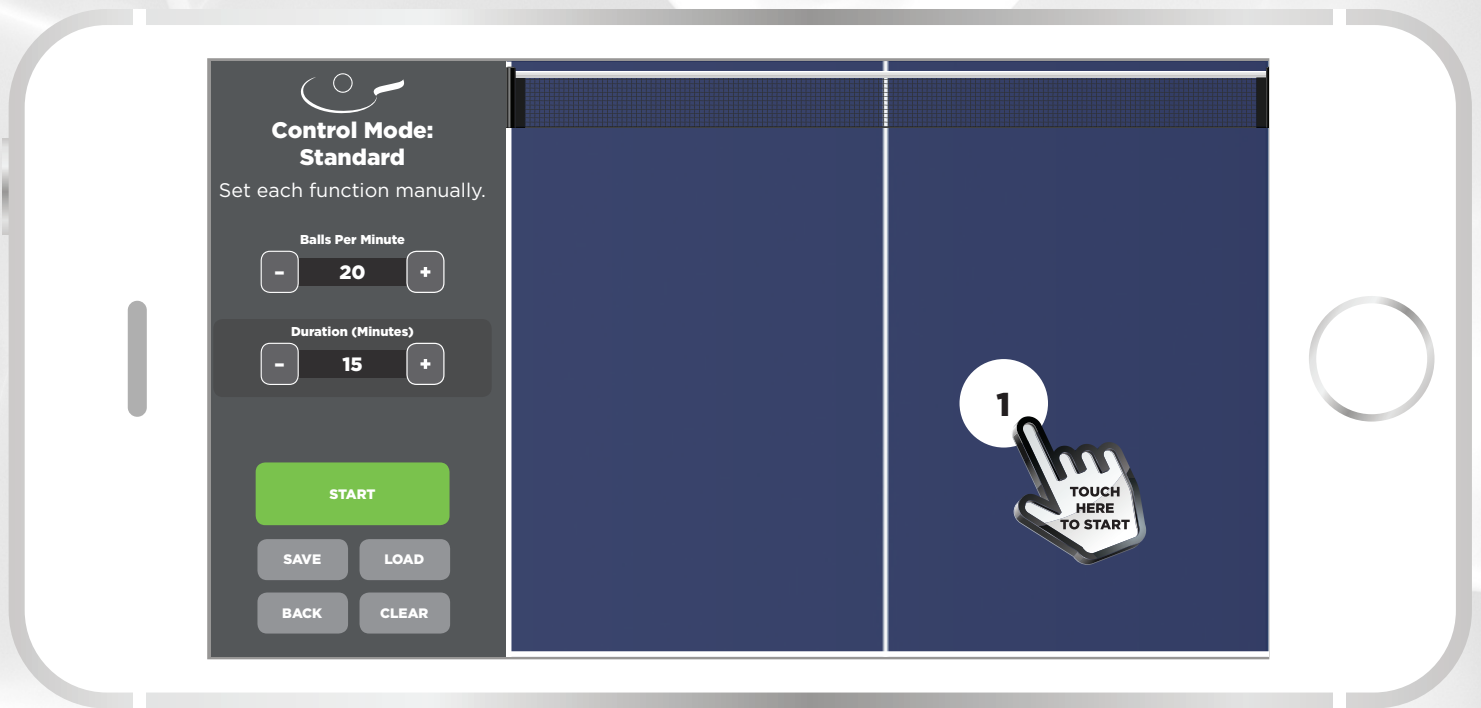 Control Mode:
Standard
Set each function manually.
Balls Per Minute
- 20 +
Duration (Minutes)
- 15 +
START
SAVE LOAD
BACK CLEAR
1
TOUCH
HERE
TO START